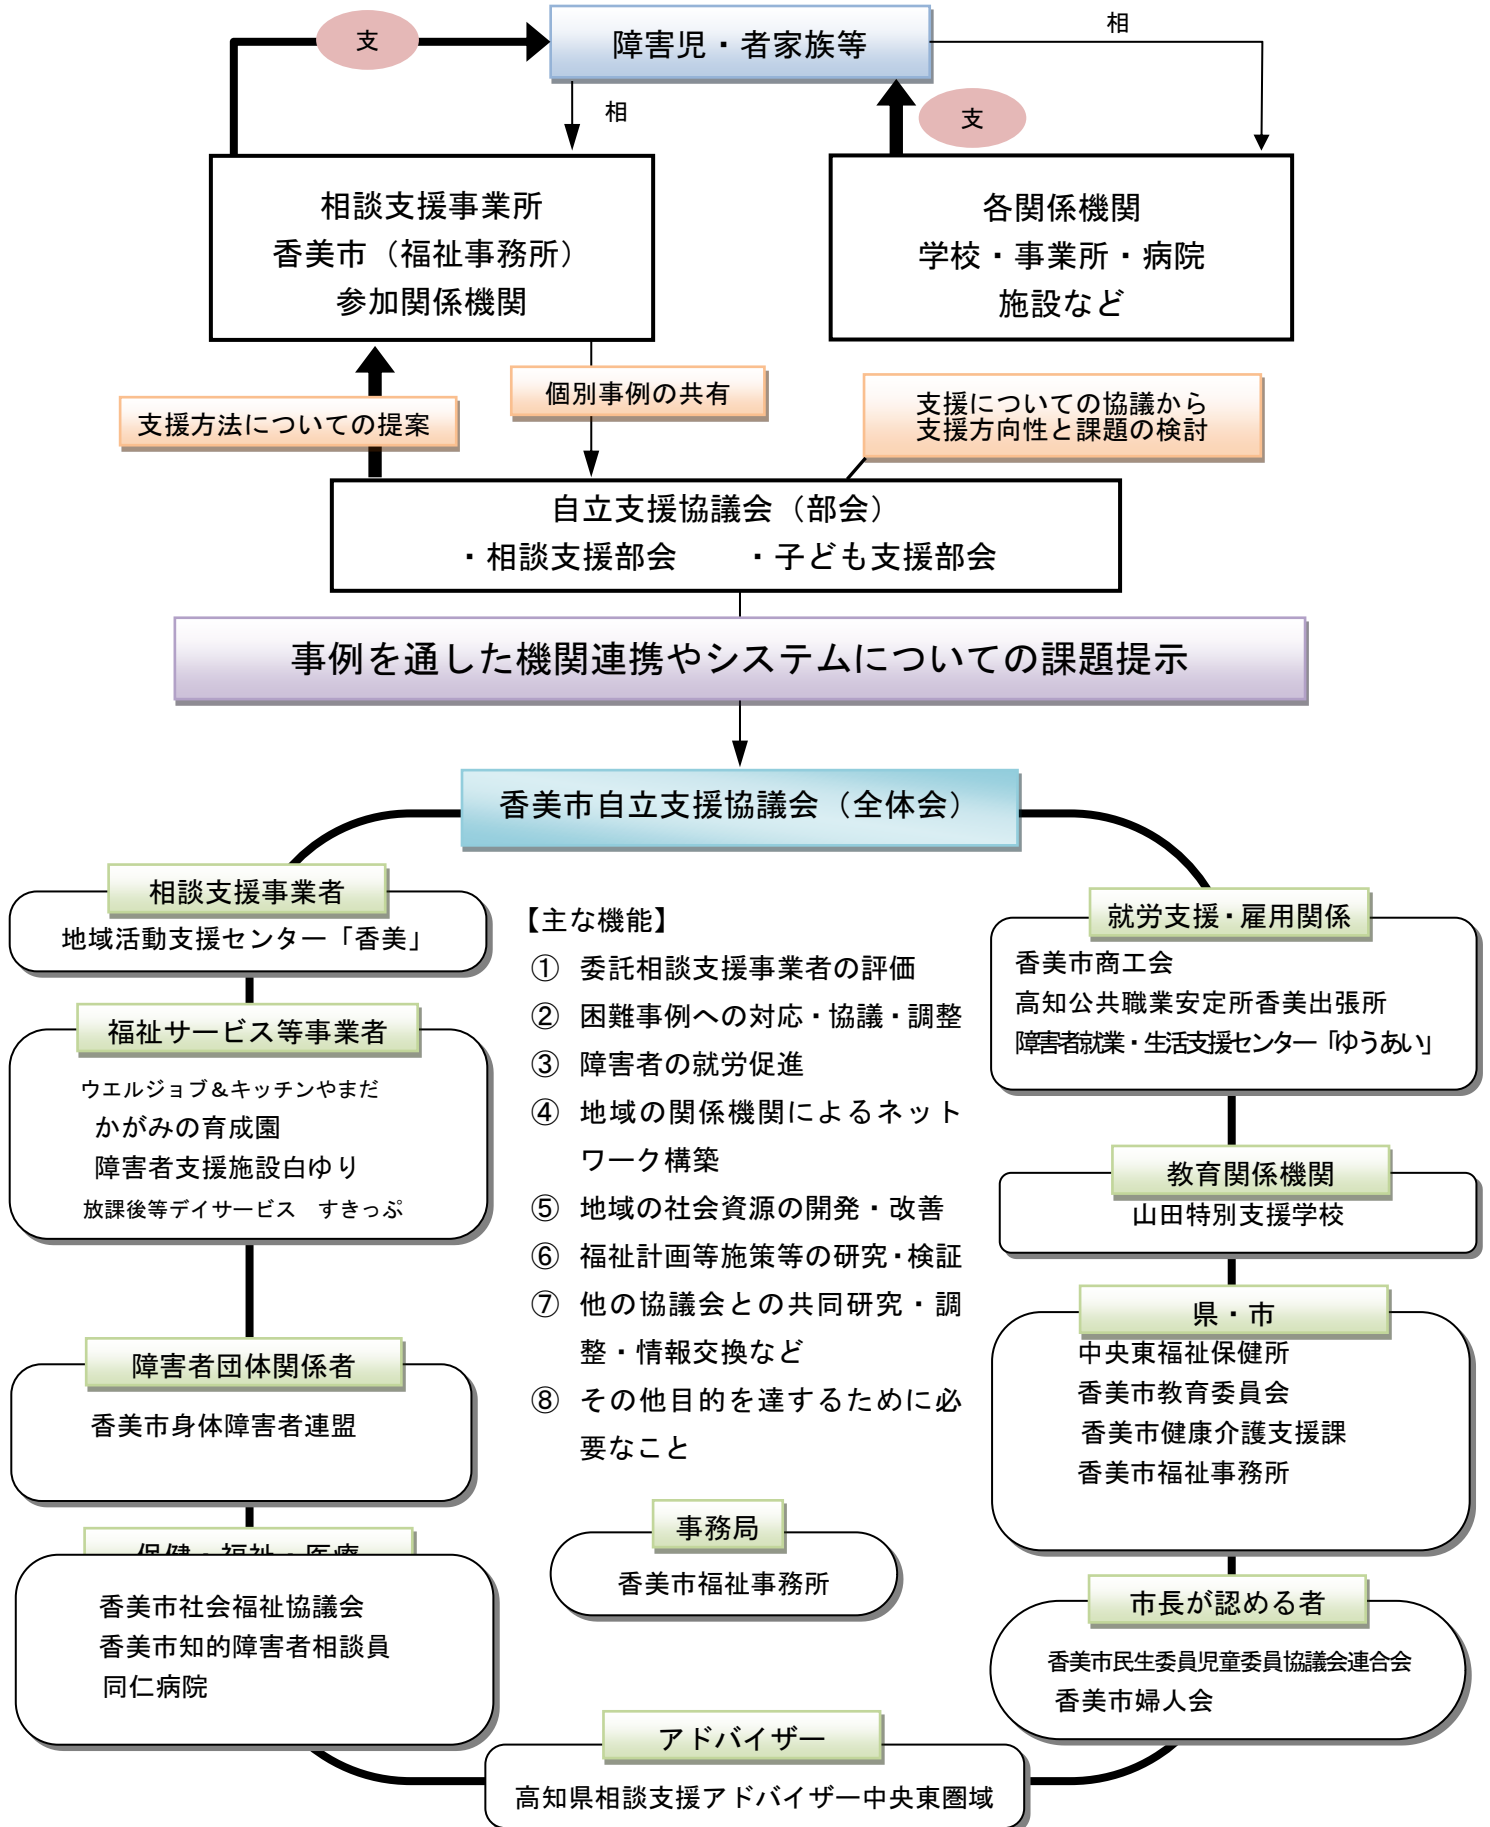 支
障害児・者家族等
相
相
支
相談支援事業所
香美市（福祉事務所）
参加関係機関
各関係機関
学校・事業所・病院
施設など
支援方法についての提案
個別事例の共有
支援についての協議から
支援方向性と課題の検討
自立支援協議会（部会）
・相談支援部会　　・子ども支援部会
事例を通した機関連携やシステムについての課題提示
香美市自立支援協議会（全体会）
相談支援事業者
地域活動支援センター「香美」
福祉サービス等事業者
ウエルジョブ＆キッチンやまだ
かがみの育成園
障害者支援施設白ゆり
放課後等デイサービス　すきっぷ
障害者団体関係者
香美市身体障害者連盟
保健・福祉・医療
香美市社会福祉協議会
香美市知的障害者相談員
同仁病院
【主な機能】
① 委託相談支援事業者の評価
② 困難事例への対応・協議・調整
③ 障害者の就労促進
④ 地域の関係機関によるネット
ワーク構築
⑤ 地域の社会資源の開発・改善
⑥ 福祉計画等施策等の研究・検証
⑦ 他の協議会との共同研究・調
整・情報交換など
⑧ その他目的を達するために必
要なこと
事務局
香美市福祉事務所
就労支援・雇用関係
香美市商工会
高知公共職業安定所香美出張所
障害者就業・生活支援センター「ゆうあい」
教育関係機関
山田特別支援学校
県・市
中央東福祉保健所
香美市教育委員会
香美市健康介護支援課
香美市福祉事務所
市長が認める者
香美市民生委員児童委員協議会連合会
香美市婦人会
アドバイザー
高知県相談支援アドバイザー中央東圏域